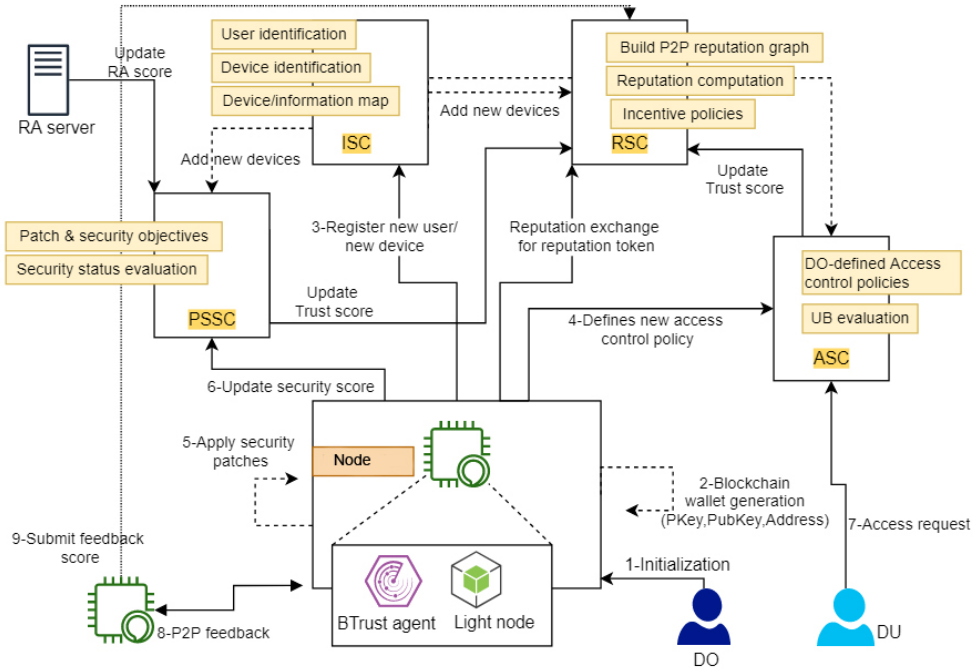 User identification
Device identification
Device/information map
ISC
Build P2P reputation graph
Reputation computation
Incentive policies
RSC
Update
RA score
RA server
Add new devices
Add new devices
Patch & security objectives
Security status evaluation
PSSC
3-Register new user/
new device
Reputation exchange
for reputation token
Update
Trust score
DO-defined Access
control policies
UB evaluation
ASC
Update
Trust score
4-Defines new access
control policy
6-Update security score
5-Apply security
patches
Node
2-Blockchain
wallet generation
(PKey,PubKey,Address)
7-Access request
9-Submit feedback
score
1-Initialization
BTrust agent
Light node
8-P2P feedback
DO
DU